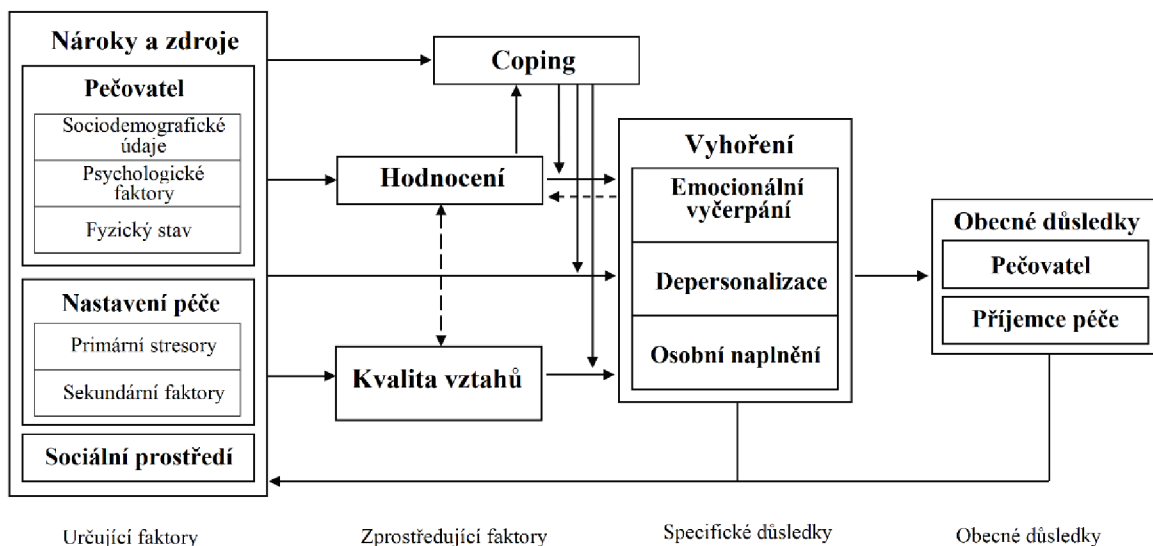 Nároky a zdroje
Pečovatel
Sociodemografické
údaje
Psychologické
faktory
Fyzický stav
Nastavení péče
Primární stresory
Sekundární faktory
Sociální prostředí
Coping
Hodnocení
Kvalita vztahů
Vyhoření
Emocionální
vyčerpání
Depersonalizace
Osobní naplnění
Obecné důsledky
Pečovatel
Příjemce péče
Určující faktory
Zprostředující faktory
Specifické důsledky
Obecné důsledky